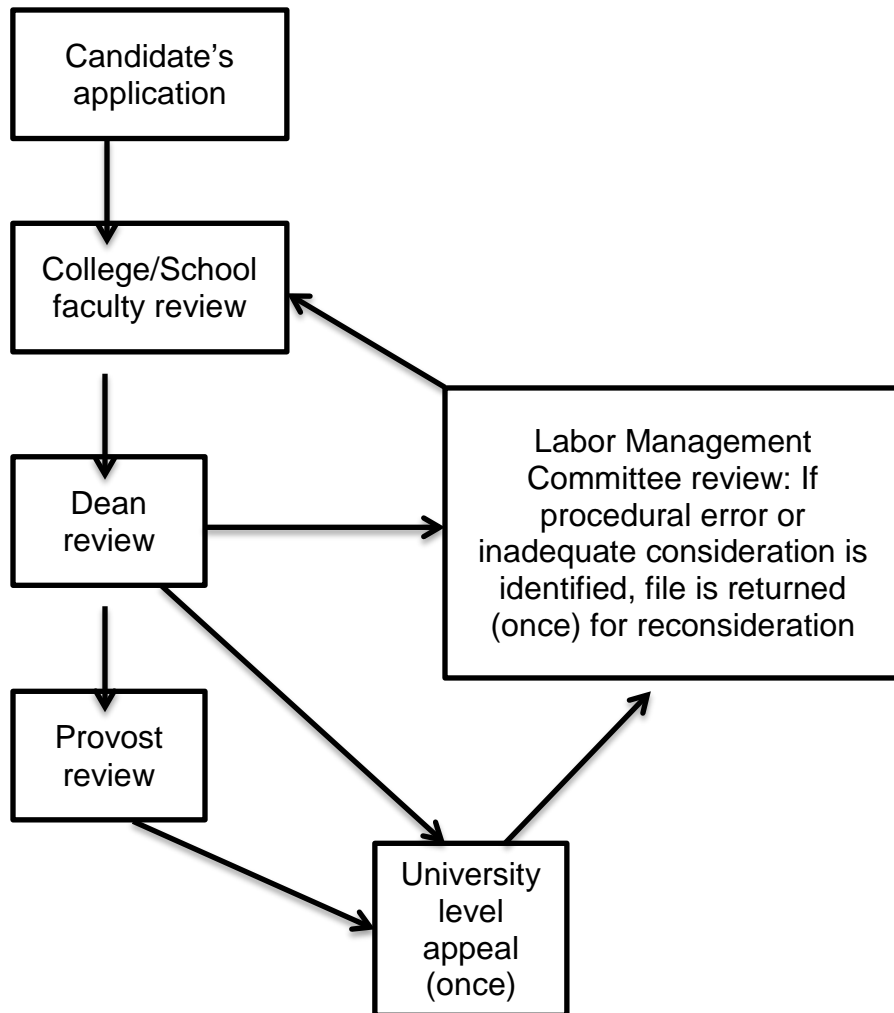 Candidate’s
application
College/School
faculty review
Labor Management
Committee review: If
procedural error or
inadequate consideration is
identified, file is returned
(once) for reconsideration
Dean
review
Provost
review
University
level
appeal
(once)